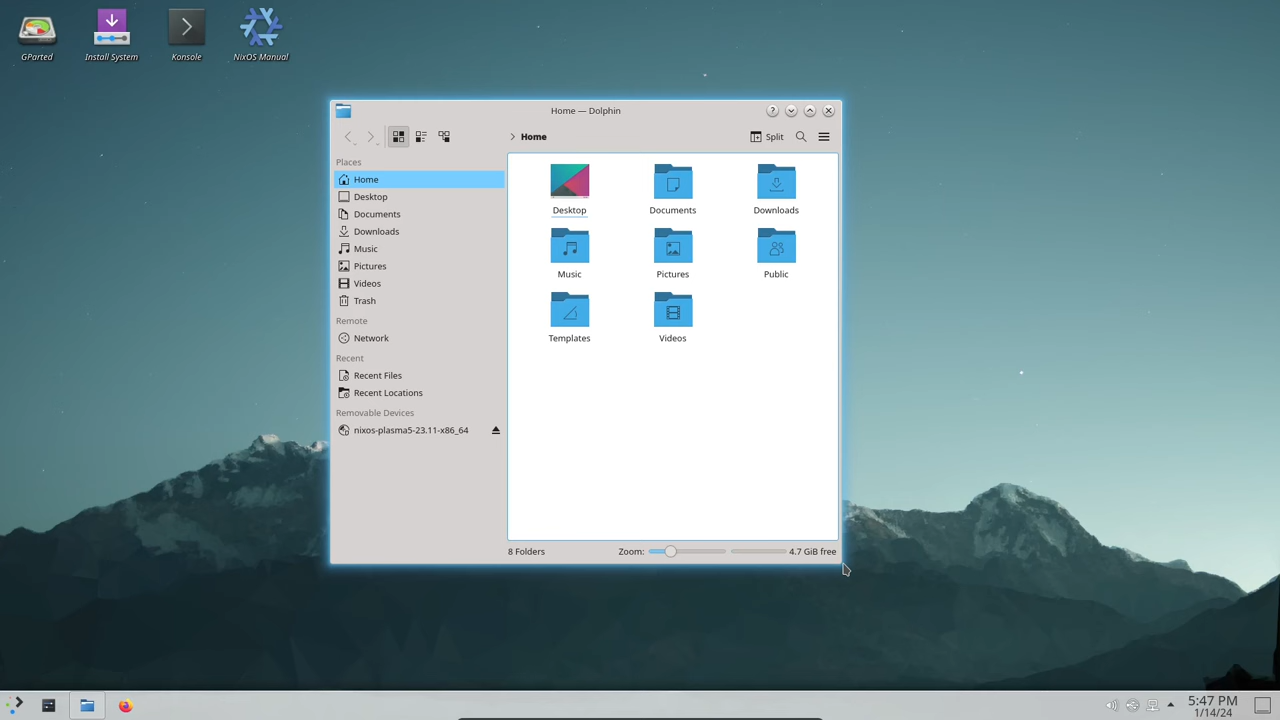 GParted
Install System
Konsole
NixOS Manual
Home — Dolphin
Home
Split
Places
Home
Desktop
Documents
Downloads
Music
Pictures
Videos
Trash
Remote
Network
Recent
Recent Files
Recent Locations
Removable Devices
nixos-plasma5-23.11-x86_64
Desktop
Documents
Downloads
Music
Pictures
Public
Templates
Videos
8 Folders
Zoom:
4.7 GiB free
5:47 PM
1/14/24